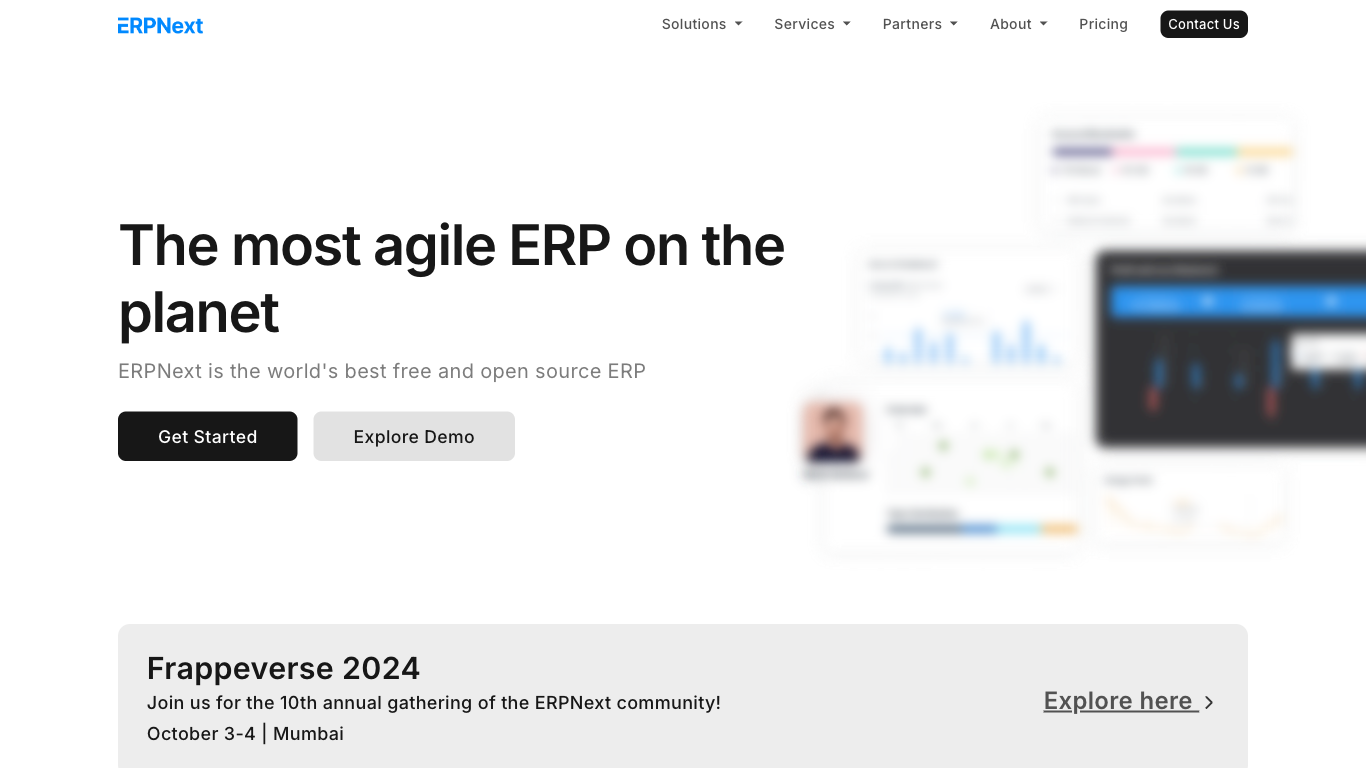 ERPNext
Solutions
Services
Partners
About
Pricing
Contact Us
The most agile ERP on the
planet
ERPNext is the world's best free and open source ERP
Get Started
Explore Demo
Frappeverse 2024
Join us for the 10th annual gathering of the ERPNext community!
October 3-4 | Mumbai
Explore here